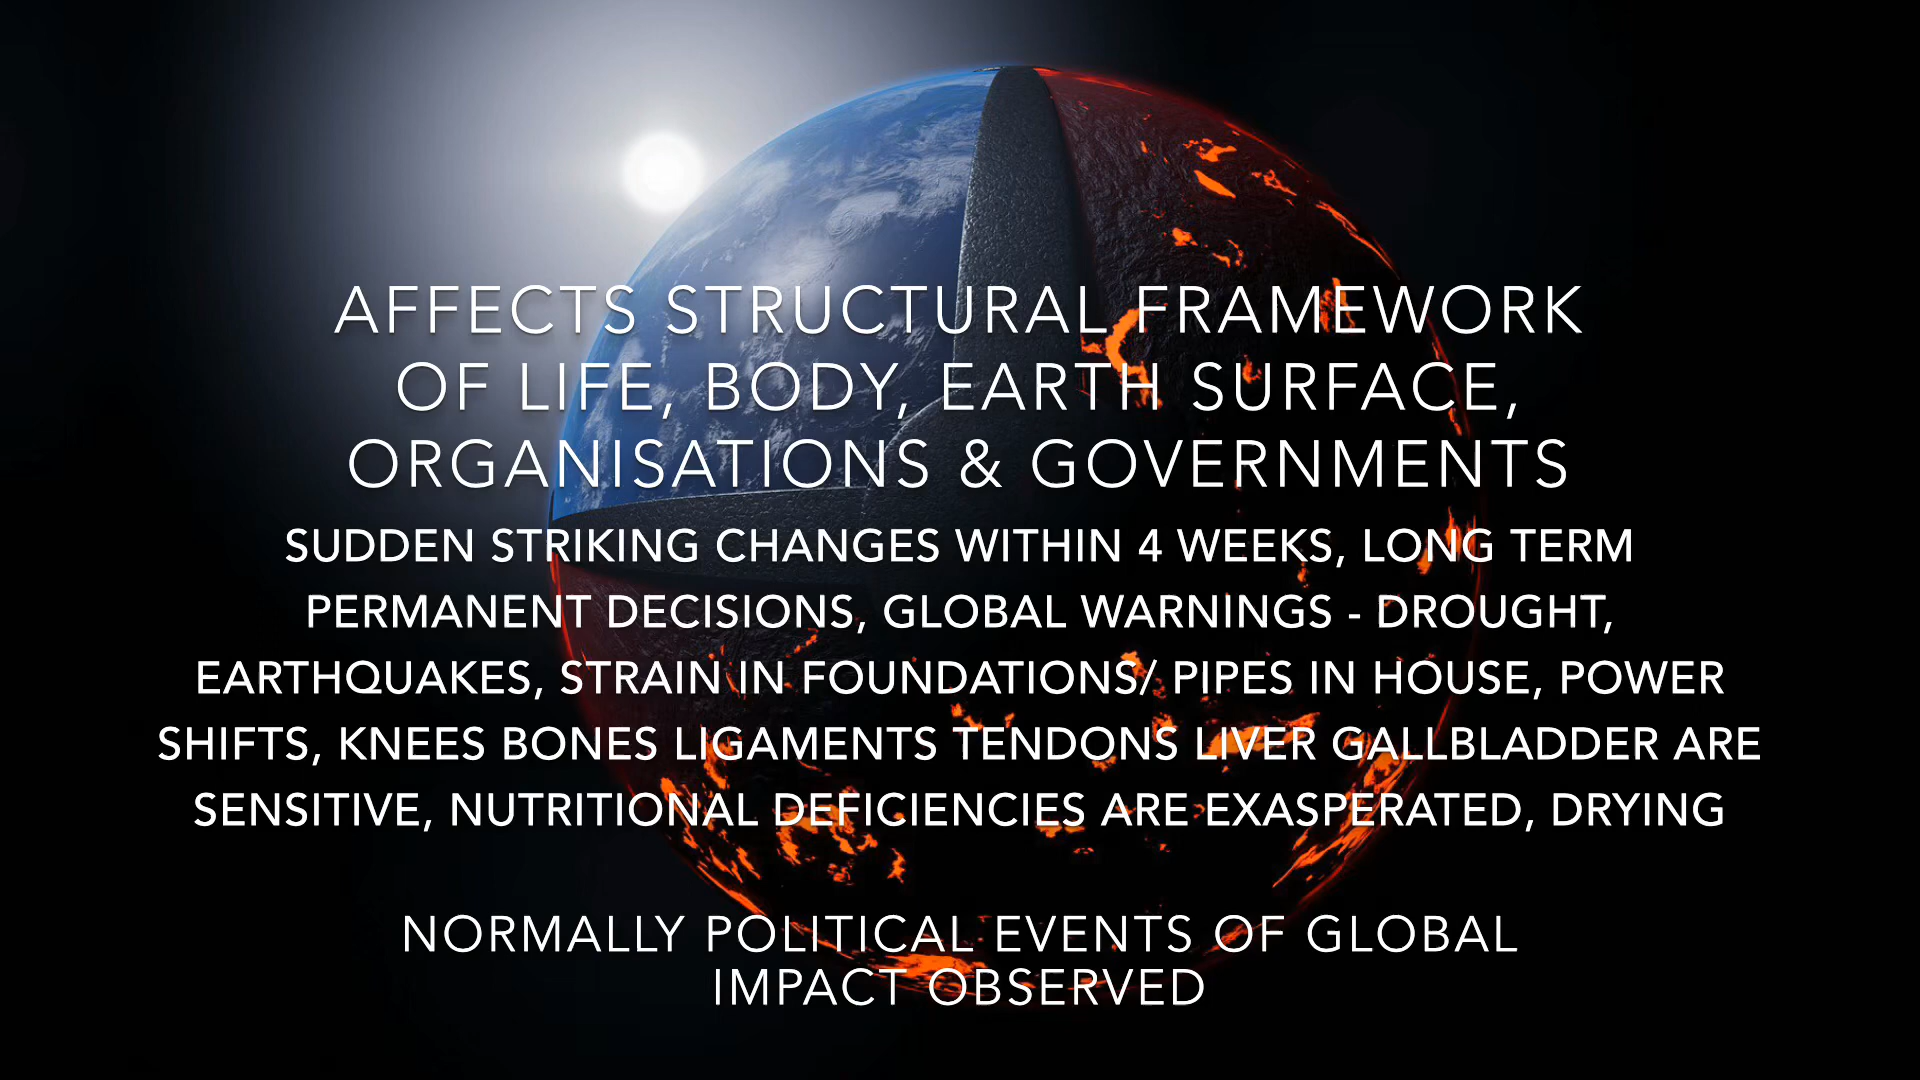 AFFECTS STRUCTURAL FRAMEWORK
OF LIFE, BODY, EARTH SURFACE,
ORGANISATIONS & GOVERNMENTS
SUDDEN STRIKING CHANGES WITHIN 4 WEEKS, LONG TERM
PERMANENT DECISIONS, GLOBAL WARNINGS - DROUGHT,
EARTHQUAKES, STRAIN IN FOUNDATIONS/ PIPES IN HOUSE, POWER
SHIFTS, KNEES BONES LIGAMENTS TENDONS LIVER GALLBLADDER ARE
SENSITIVE, NUTRITIONAL DEFICIENCIES ARE EXASPERATED, DRYING
NORMALLY POLITICAL EVENTS OF GLOBAL
IMPACT OBSERVED